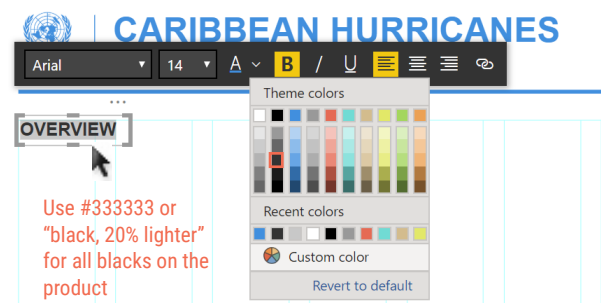 CARIBBEAN HURRICANES
Arial 14 A B / U
Theme colors
OVERVIEW
Use #333333 or
“black, 20% lighter”
for all blacks on the
product
Recent colors
Custom color
Revert to default